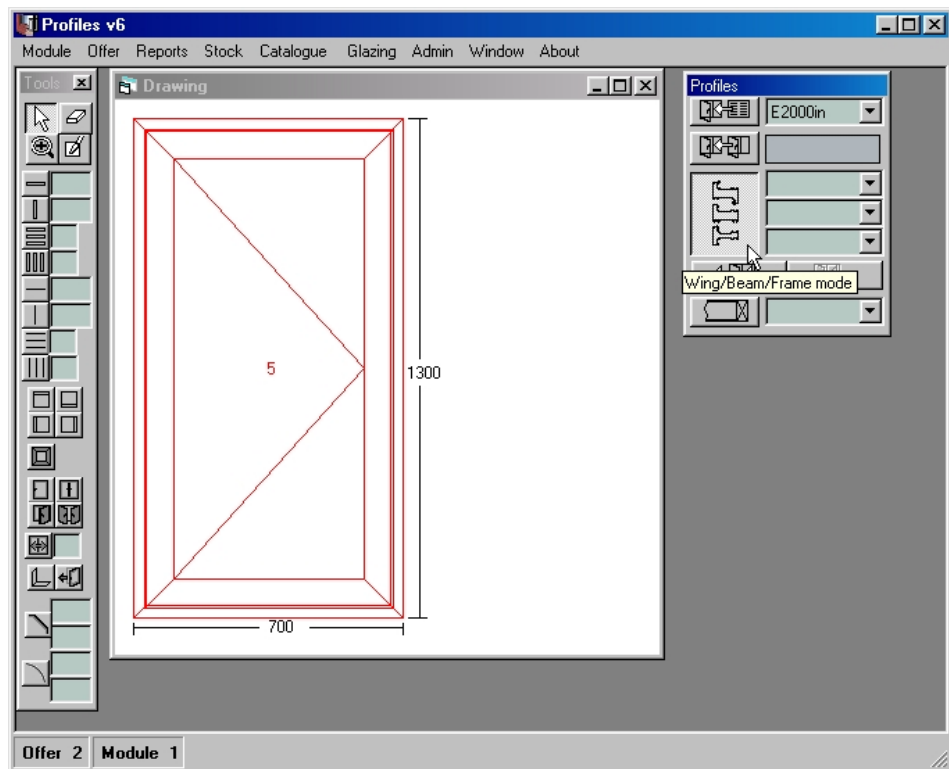 Profiles v6
Module Offer Reports Stock Catalogue Glazing Admin Window About
Tools
Drawing
5
1300
700
Profiles
E2000in
Wing/Beam/Frame mode
Offer 2 Module 1